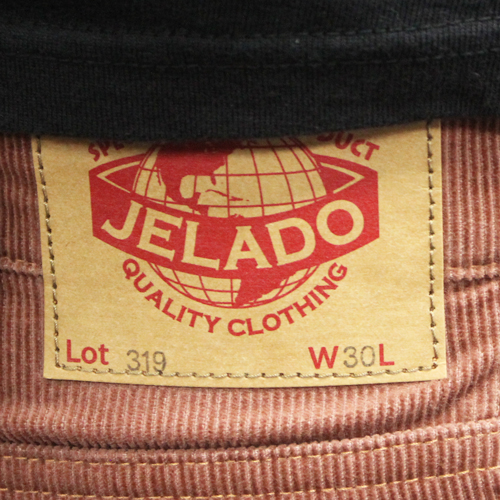 JELADO
QUALITY CLOTHING
Lot 319 W30L